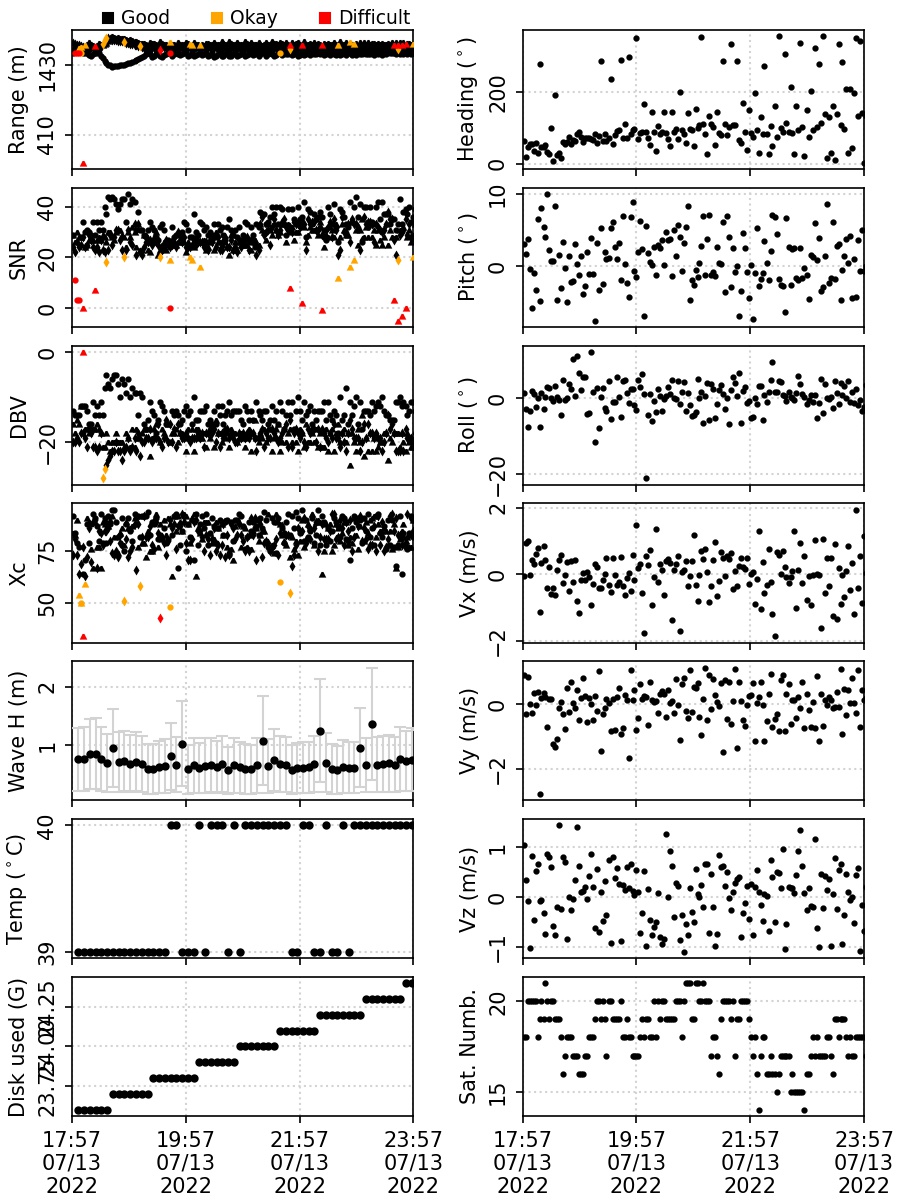 Good Okay Difficult
Range (m)
1430
410
Heading (°)
200
0
SNR
40
20
0
Pitch (°)
10
0
DBV
0
−20
Roll (°)
0
−20
Xc
75
50
Vx (m/s)
2
0
−2
Wave H (m)
2
1
Vy (m/s)
0
−2
Temp (°C)
40
39
Vz (m/s)
1
0
−1
Disk used (G)
24.25
24.00
23.75
Sat. Numb.
20
15
17:57 19:57 21:57 23:57
07/13 07/13 07/13 07/13
2022 2022 2022 2022
17:57 19:57 21:57 23:57
07/13 07/13 07/13 07/13
2022 2022 2022 2022